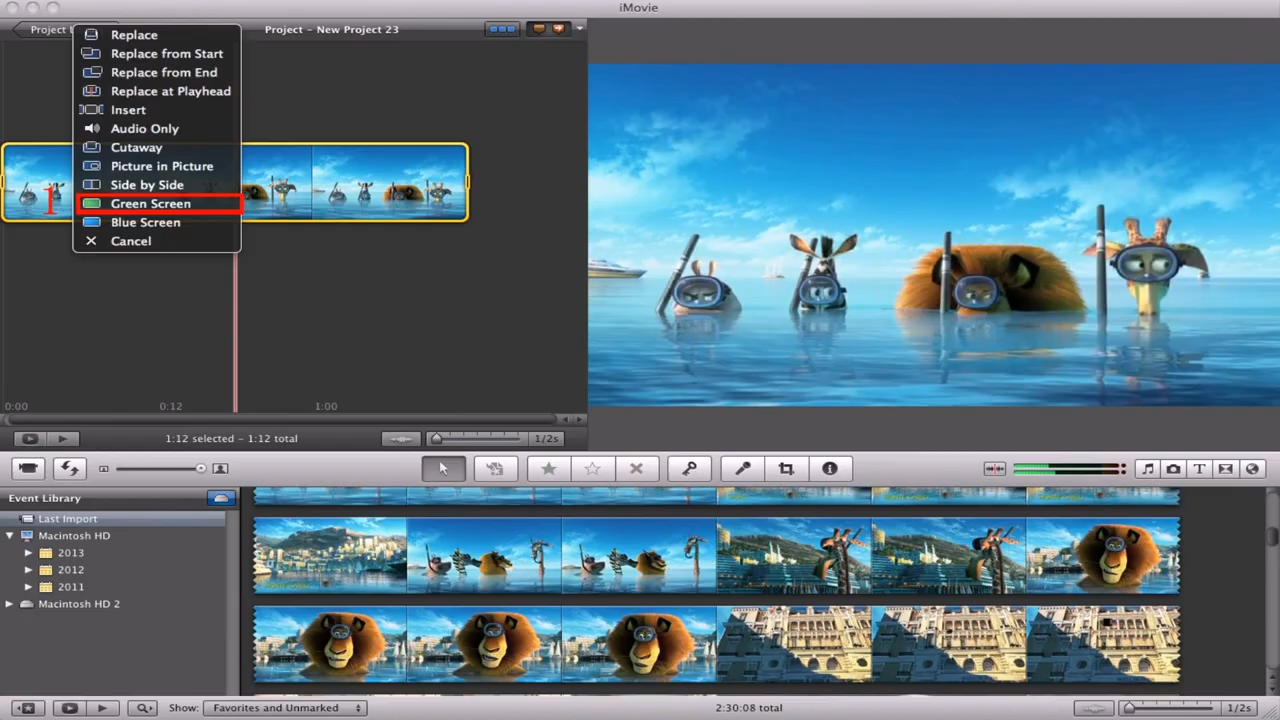 iMovie
Project L
Project - New Project 23
Replace
Replace from Start
Replace from End
Replace at Playhead
Insert
Audio Only
Cutaway
Picture in Picture
Side by Side
1
Green Screen
Blue Screen
Cancel
0:00
0:12
1:00
1:12 selected - 1:12 total
1/2s
Event Library
Last Import
Macintosh HD
2013
2012
2011
Macintosh HD 2
Show:
Favorites and Unmarked
2:30:08 total
1/2s